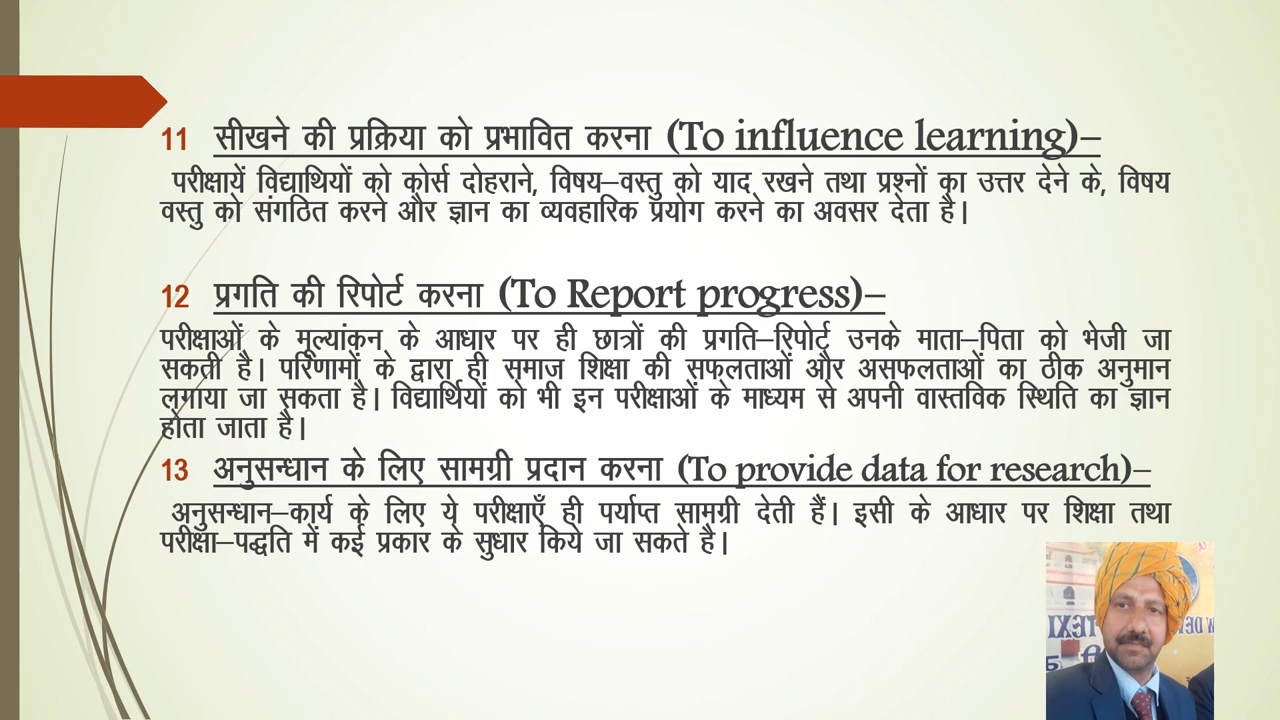 11 सीखने की प्रक्रिया को प्रभावित करना (To influence learning)–
परीक्षायें विद्याथियों को कोर्स दोहराने, विषय–वस्तु को याद रखने तथा प्रश्नों का उत्तर देने के, विषय
वस्तु को संगठित करने और ज्ञान का व्यवहारिक प्रयोग करने का अवसर देता है।
12 प्रगति की रिपोर्ट करना (To Report progress)–
परीक्षाओं के मूल्यांकन के आधार पर ही छात्रों की प्रगति–रिपोर्ट उनके माता–पिता को भेजी जा
सकती है। परिणामों के द्वारा ही समाज शिक्षा की सफलताओं और असफलताओं का ठीक अनुमान
लगाया जा सकता है। विद्यार्थियों को भी इन परीक्षाओं के माध्यम से अपनी वास्तविक स्थिति का ज्ञान
होता जाता है।
13 अनुसन्धान के लिए सामग्री प्रदान करना (To provide data for research)–
अनुसन्धान–कार्य के लिए ये परीक्षाएँ ही पर्याप्त सामग्री देती हैं। इसी के आधार पर शिक्षा तथा
परीक्षा–पद्धति में कई प्रकार के सुधार किये जा सकते है।